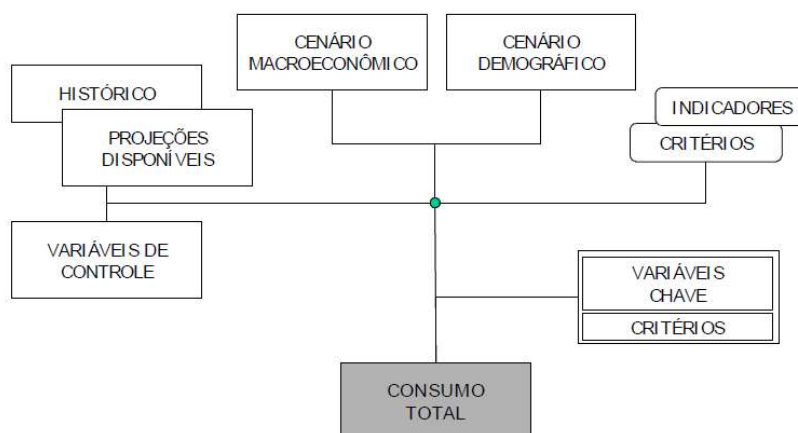 CENÁRIO
MACROECONÔMICO
CENÁRIO
DEMOGRÁFICO
HISTÓRICO
PROJEÇÕES
DISPONÍVEIS
INDICADORES
CRITÉRIOS
VARIÁVEIS DE
CONTROLE
VARIÁVEIS
CHAVE
CRITÉRIOS
CONSUMO
TOTAL